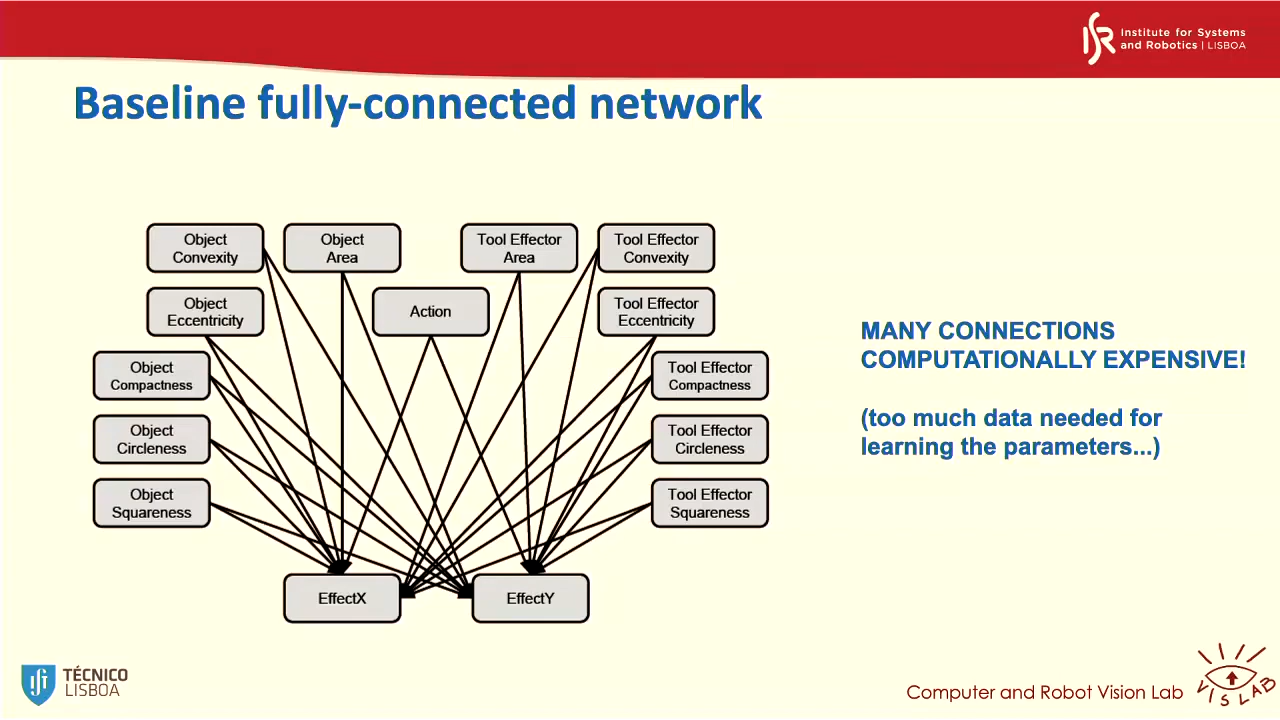 Institute for Systems
and Robotics | LISBOA
Baseline fully-connected network
Object
Convexity
Object
Area
Tool Effector
Area
Tool Effector
Convexity
Object
Eccentricity
Action
Tool Effector
Eccentricity
Object
Compactness
Tool Effector
Compactness
Object
Circleness
Tool Effector
Circleness
Object
Squareness
Tool Effector
Squareness
EffectX
EffectY
MANY CONNECTIONS
COMPUTATIONALLY EXPENSIVE!
(too much data needed for
learning the parameters...)
TÉCNICO
LISBOA
Computer and Robot Vision Lab
VISLAB